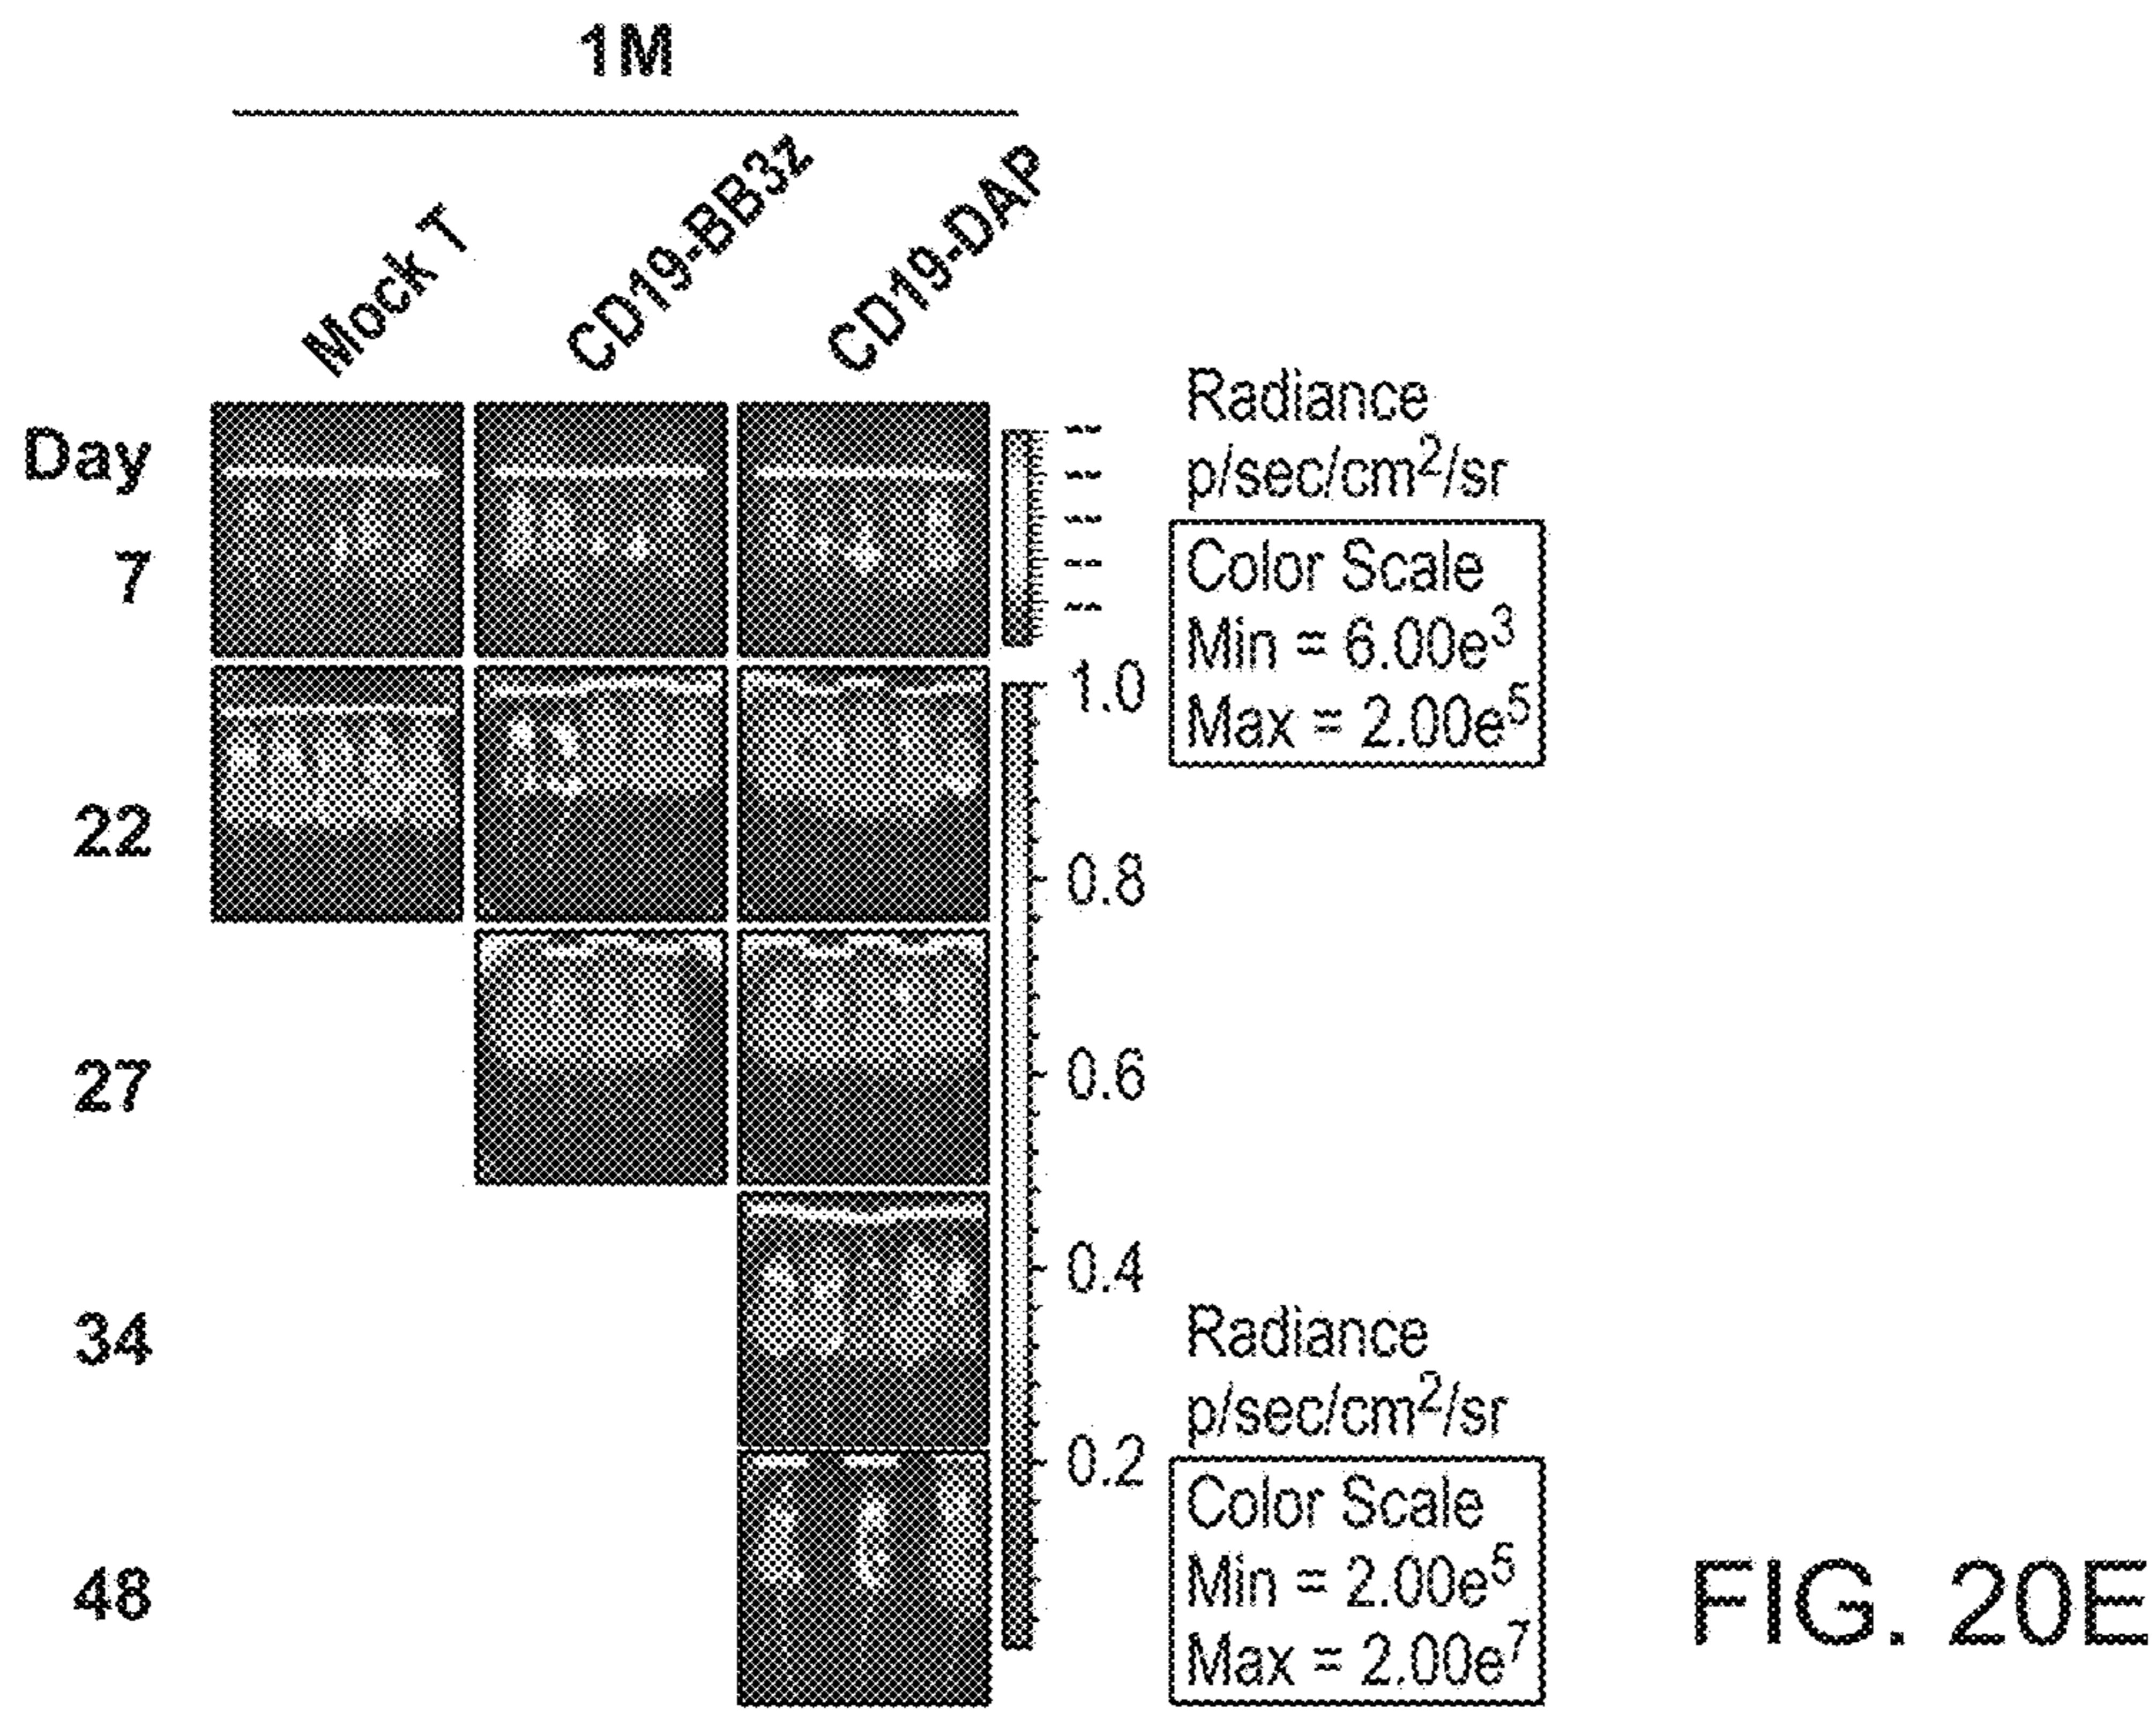 1M
Mock T
CD19-BB3z
CD19-DAP
Day
7
22
27
34
48
Radiance
p/sec/cm²/sr
Color Scale
Min = 6.00e³
Max = 2.00e⁵
1.0
0.8
0.6
0.4
0.2
Radiance
p/sec/cm²/sr
Color Scale
Min = 2.00e⁵
Max = 2.00e⁷
FIG. 20E